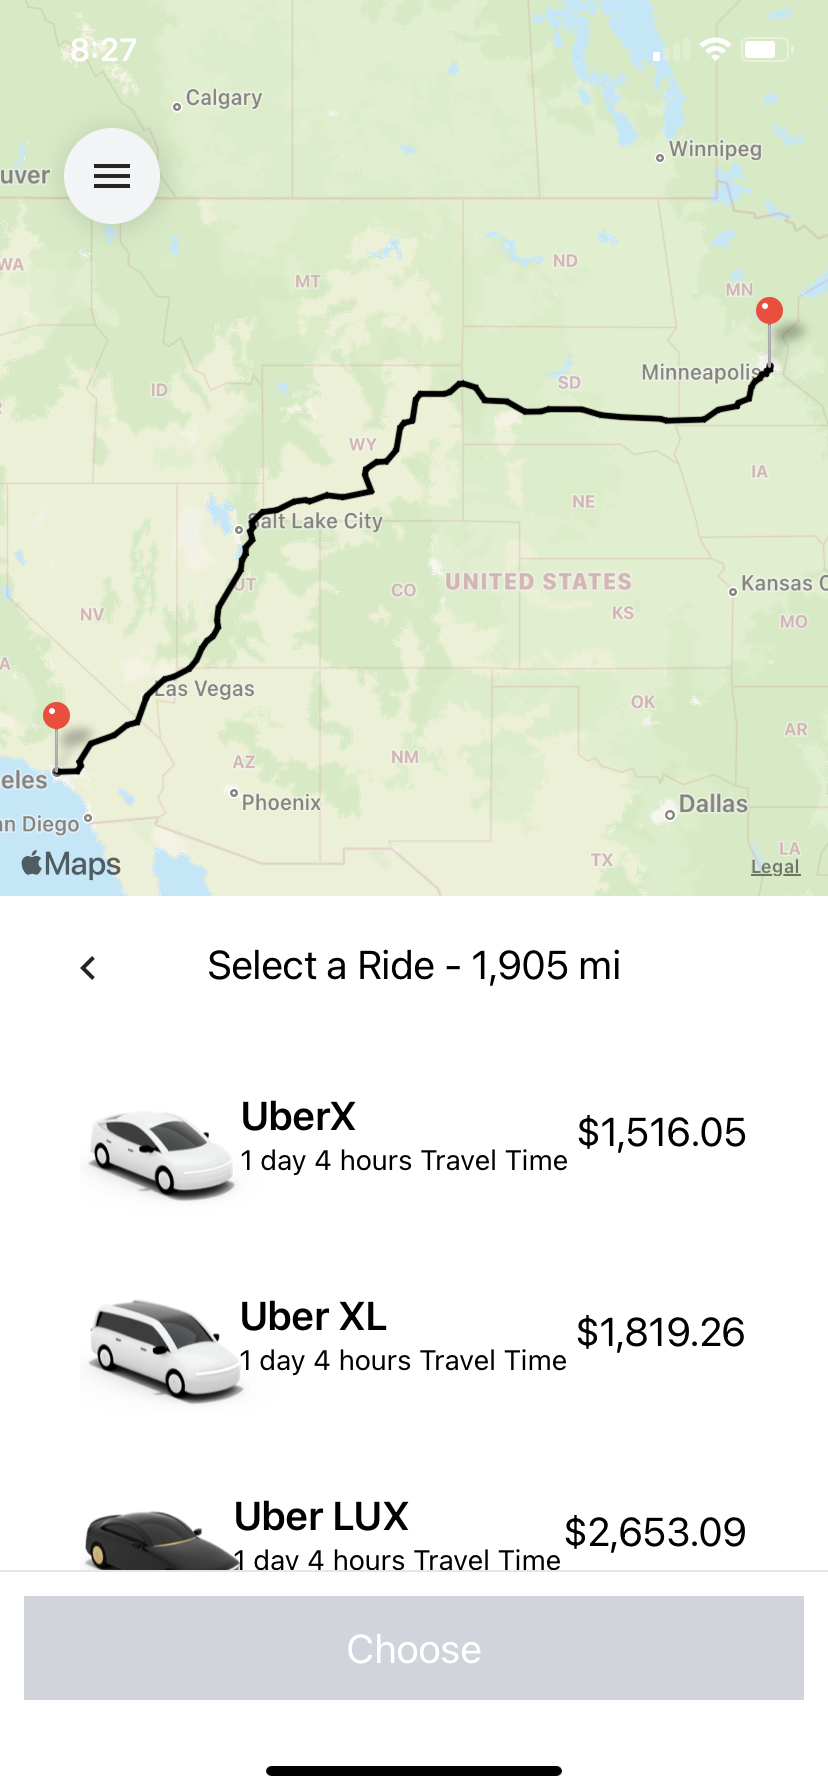 8:27
Calgary
Winnipeg
uver
WA
MT
ND
MN
Minneapolis
ID
SD
WY
IA
NE
Salt Lake City
UT
CO
UNITED STATES
Kansas C
NV
KS
MO
A
Las Vegas
OK
AR
AZ
NM
eles
Phoenix
Dallas
an Diego
TX
LA
Maps
Legal
Select a Ride - 1,905 mi
UberX
$1,516.05
1 day 4 hours Travel Time
Uber XL
$1,819.26
1 day 4 hours Travel Time
Uber LUX
$2,653.09
1 day 4 hours Travel Time
Choose